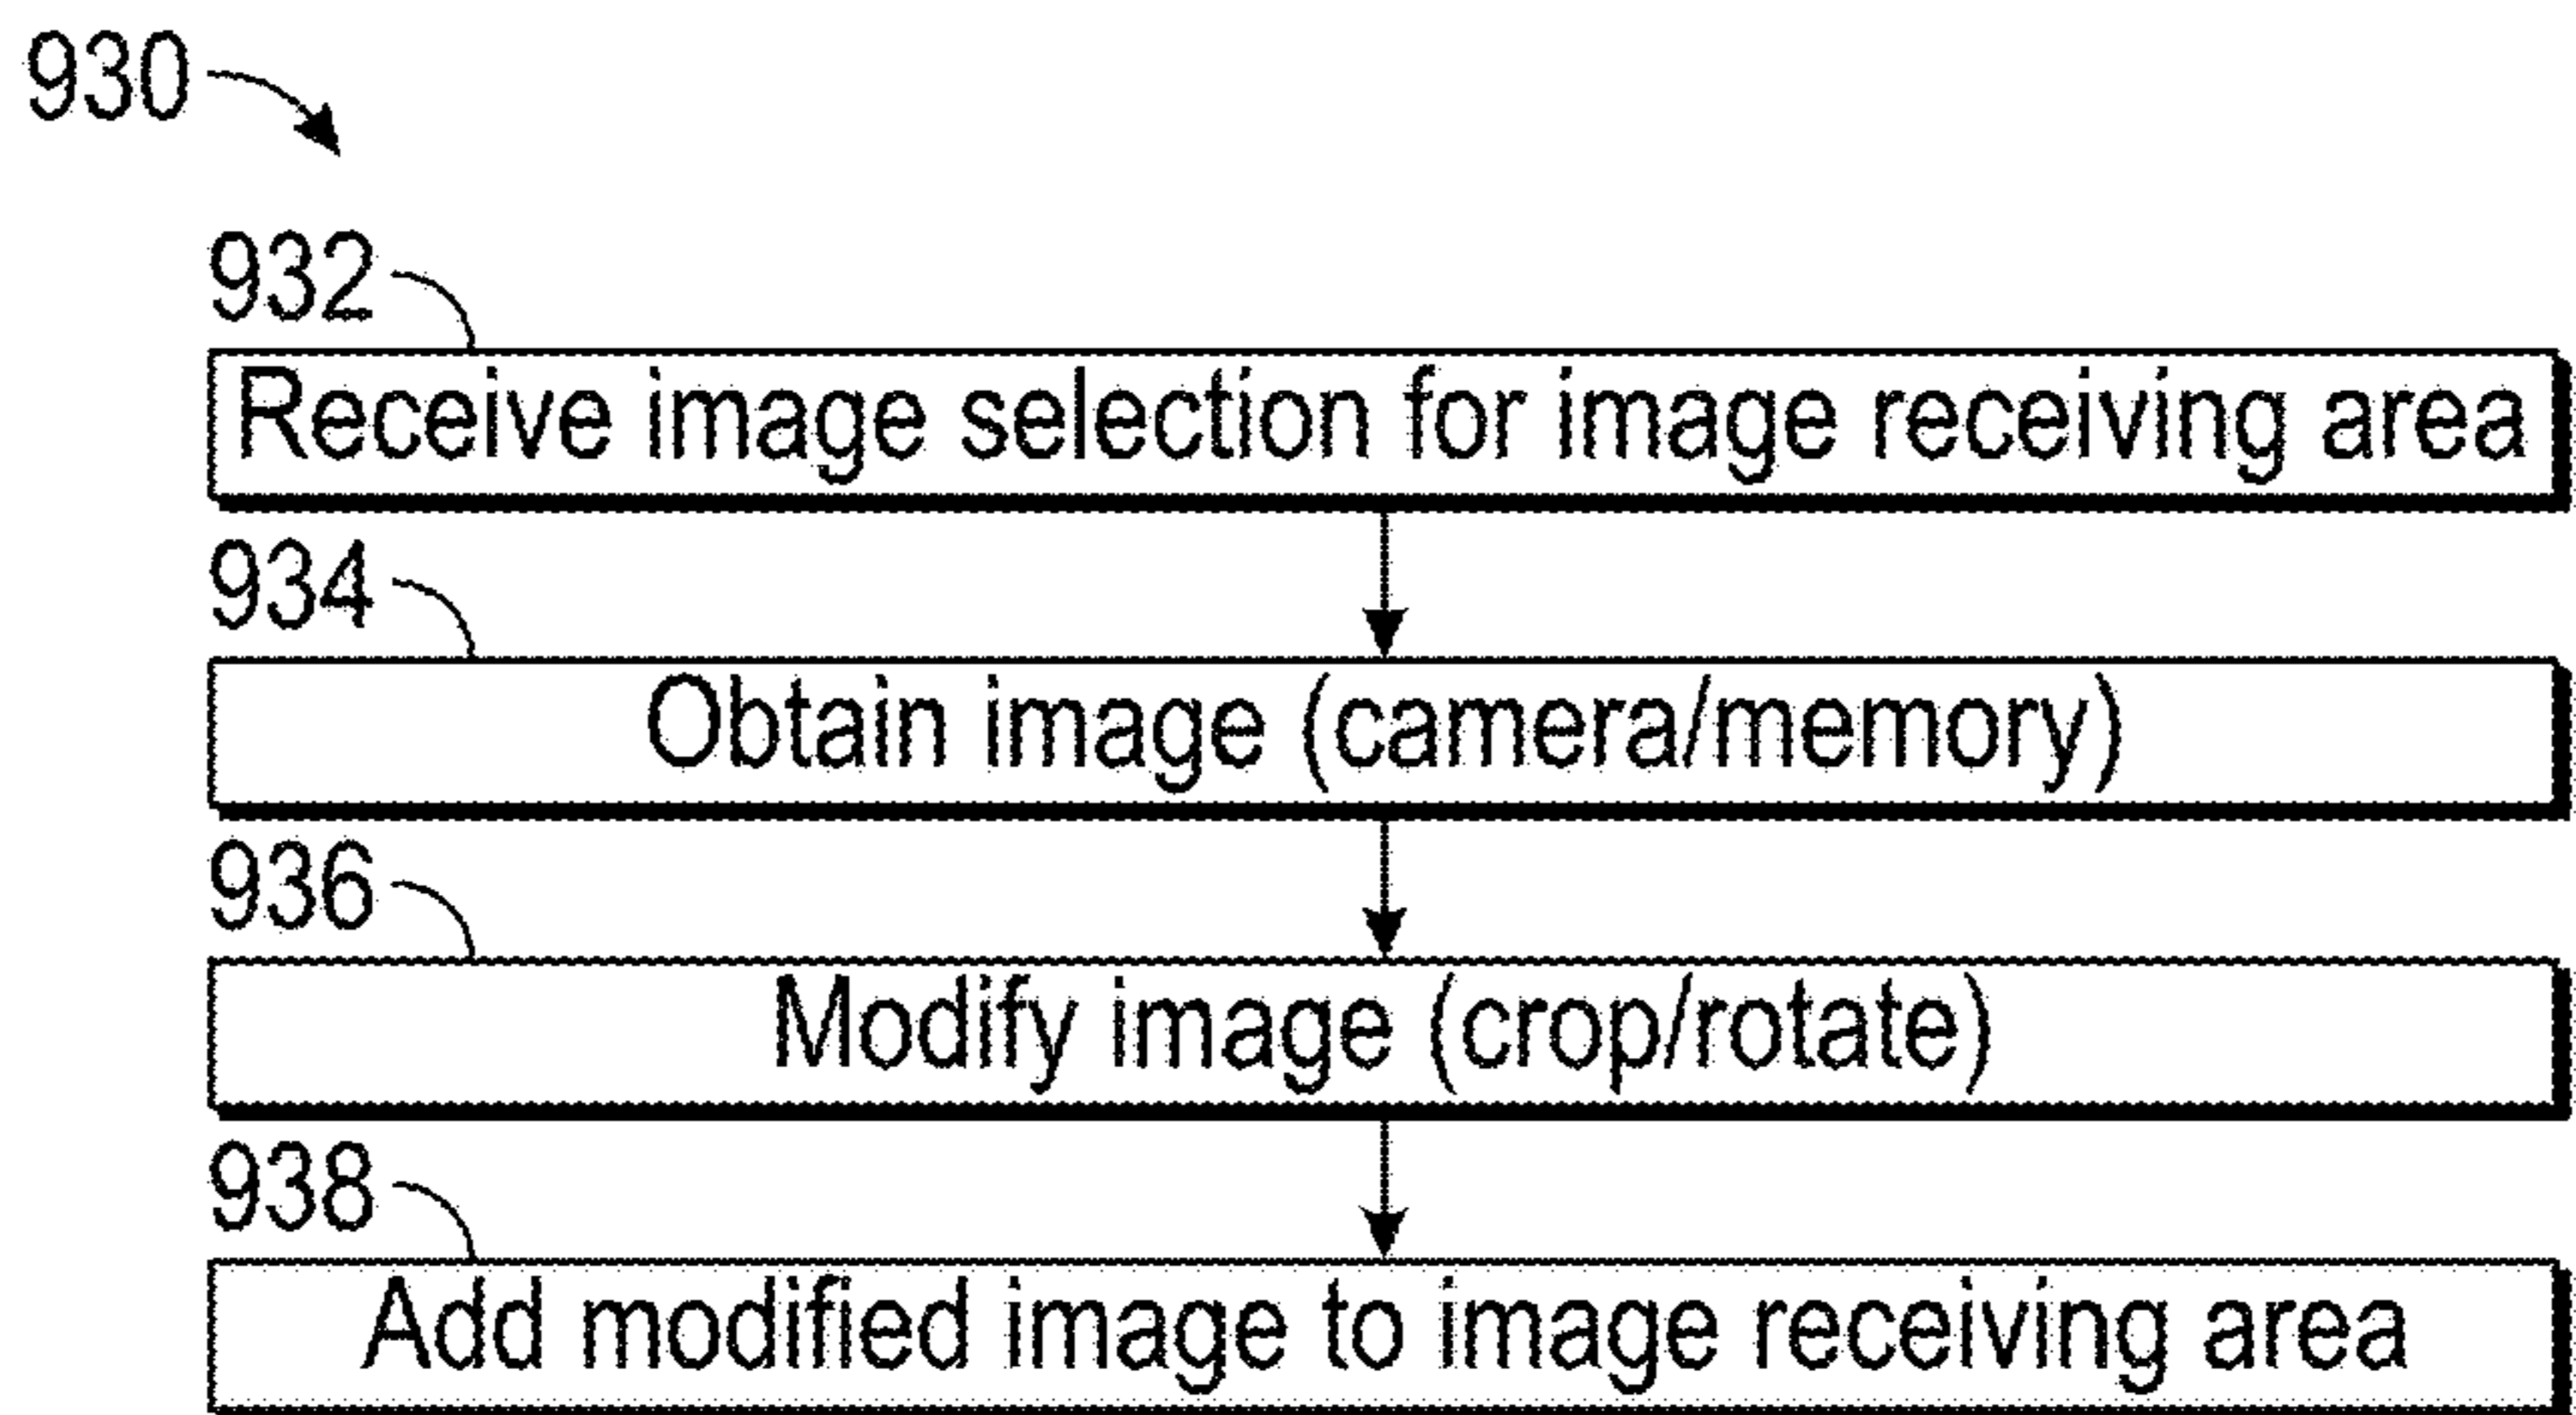 930
932
Receive image selection for image receiving area
934
Obtain image (camera/memory)
936
Modify image (crop/rotate)
938
Add modified image to image receiving area